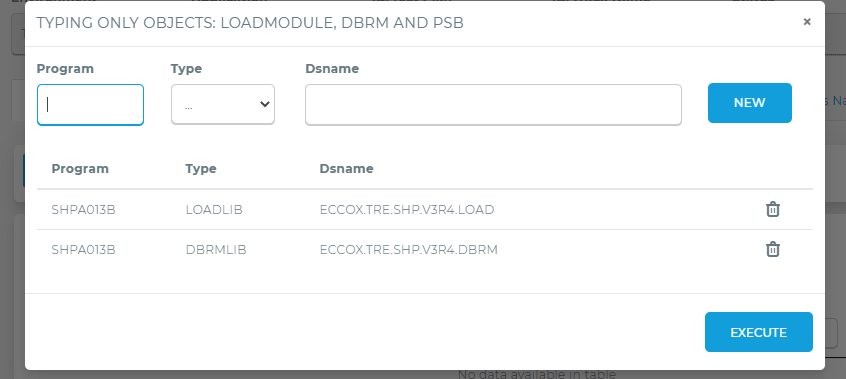 TYPING ONLY OBJECTS: LOADMODULE, DBRM AND PSB ×
Program Type Dsname
... NEW
s Na
Program Type Dsname
SHPA013B LOADLIB ECCOX.TRE.SHP.V3R4.LOAD
SHPA013B DBRMLIB ECCOX.TRE.SHP.V3R4.DBRM
EXECUTE
No data available in table